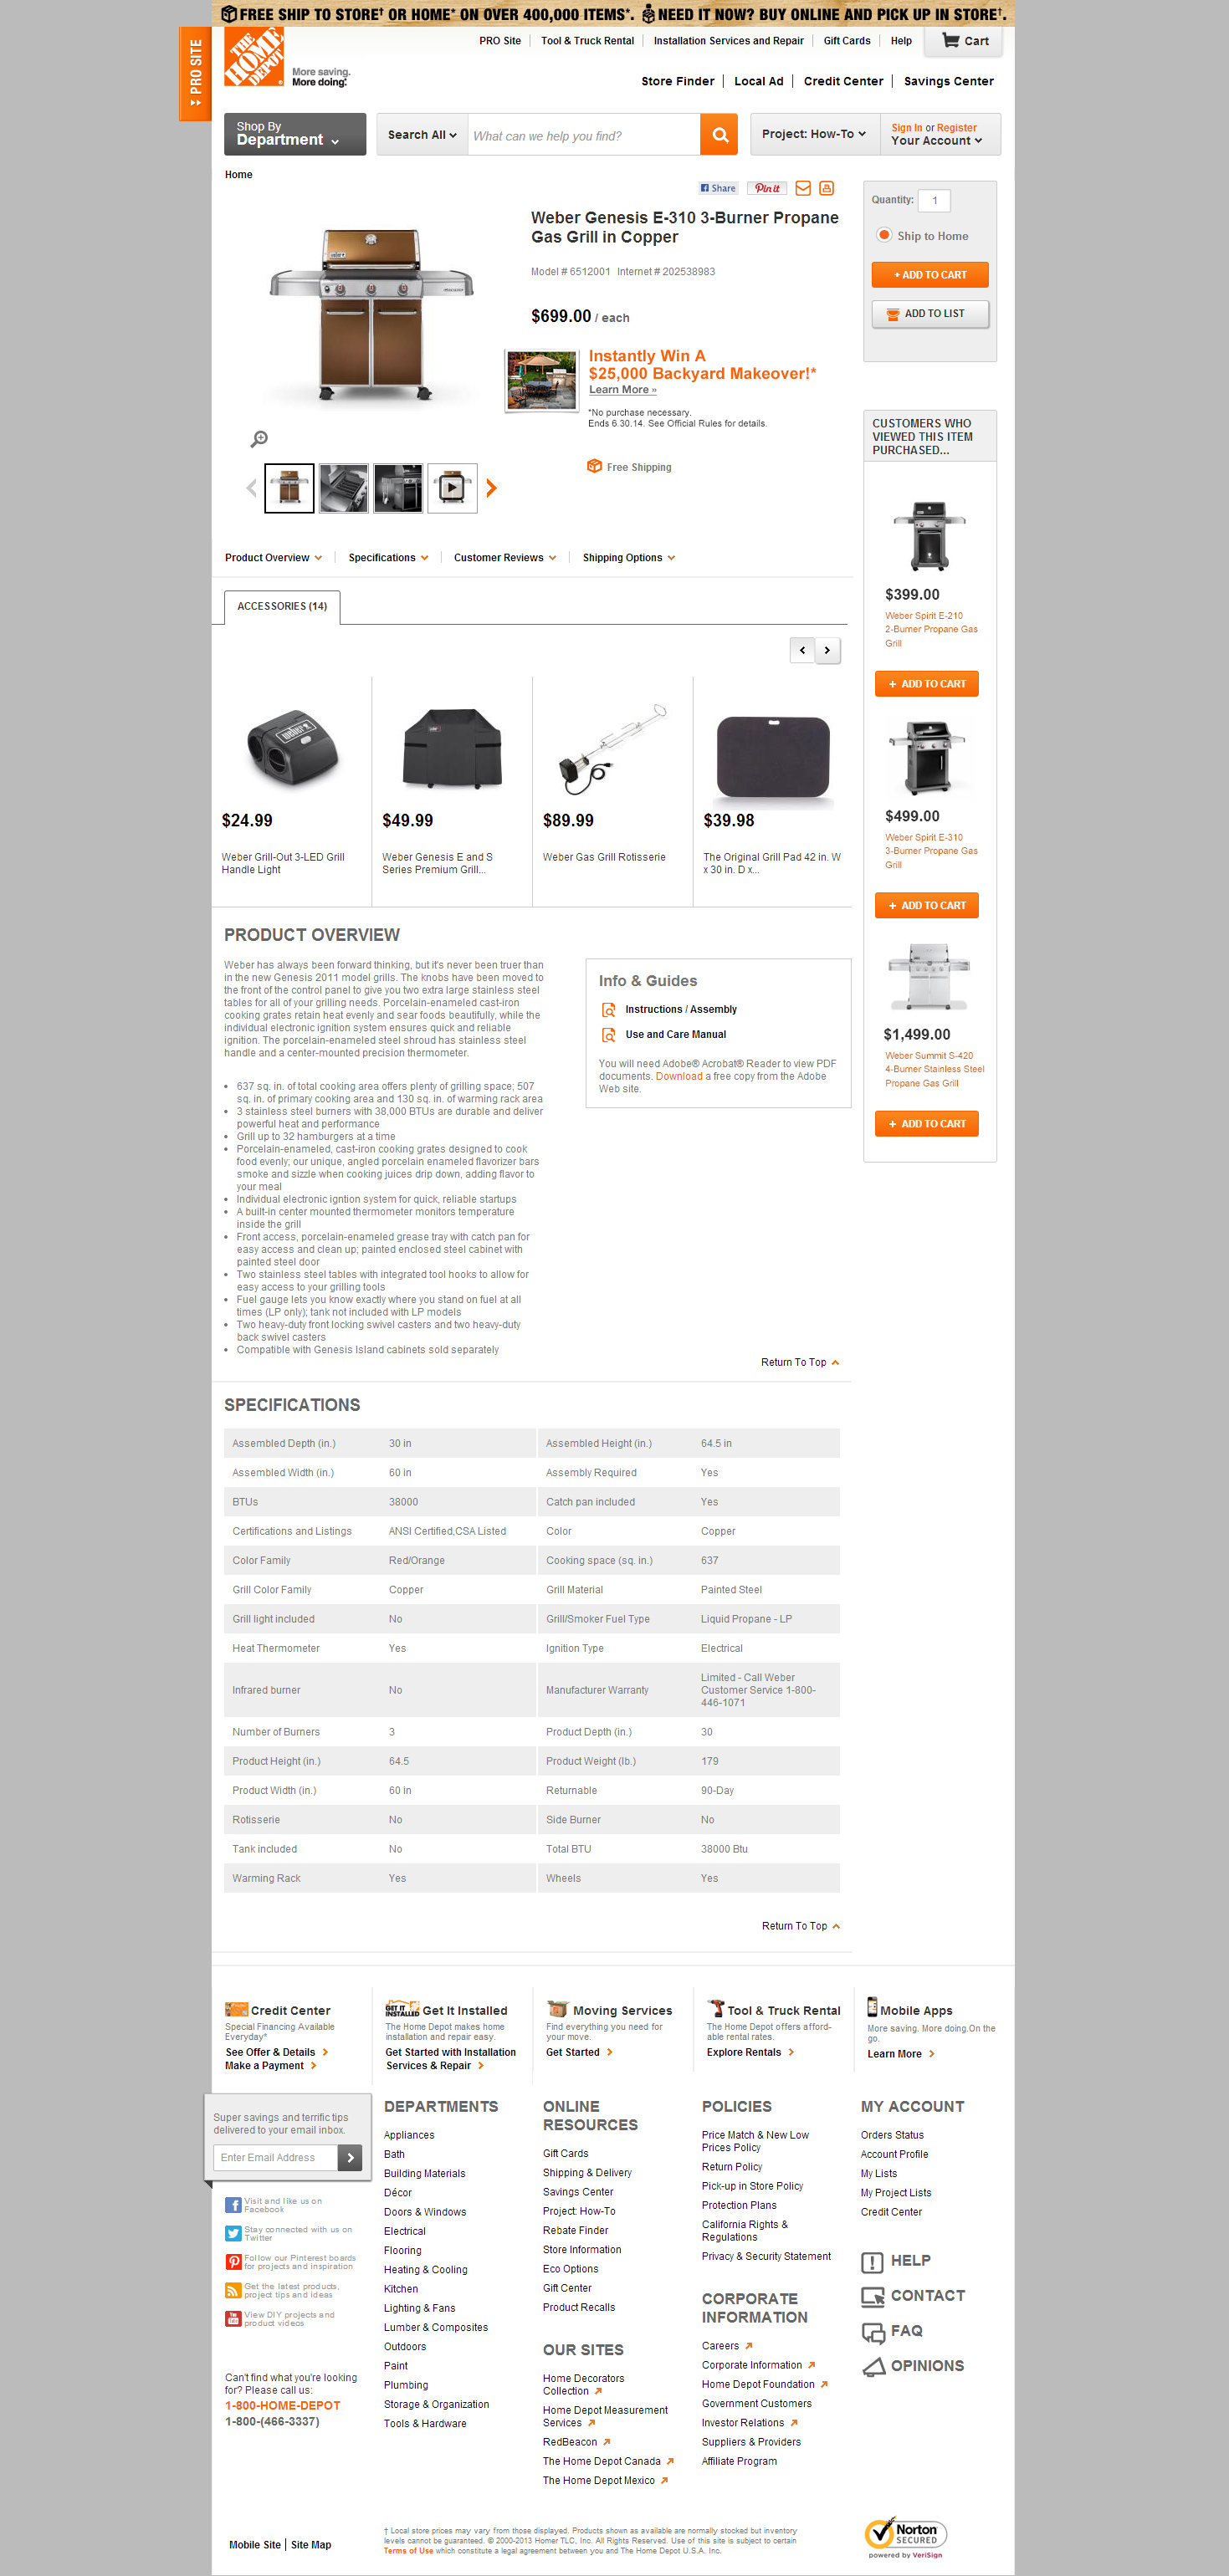 FREE SHIP TO STORE† OR HOME* ON OVER 400,000 ITEMS*. NEED IT NOW? BUY ONLINE AND PICK UP IN STORE†.
PRO SITE
THE HOME DEPOT
More saving.
More doing.
PRO Site
Tool & Truck Rental
Installation Services and Repair
Gift Cards
Help
Cart
Store Finder
Local Ad
Credit Center
Savings Center
Shop By
Department
Search All
What can we help you find?
Project: How-To
Sign In or Register
Your Account
Home
Share
Pin it
Weber Genesis E-310 3-Burner Propane
Gas Grill in Copper
Model # 6512001 Internet # 202538983
$699.00 / each
Instantly Win A
$25,000 Backyard Makeover!*
Learn More »
*No purchase necessary.
Ends 6.30.14. See Official Rules for details.
Free Shipping
Quantity: 1
Ship to Home
+ ADD TO CART
ADD TO LIST
Product Overview
Specifications
Customer Reviews
Shipping Options
ACCESSORIES (14)
weber
$24.99
Weber Grill-Out 3-LED Grill
Handle Light
$49.99
Weber Genesis E and S
Series Premium Grill...
$89.99
Weber Gas Grill Rotisserie
$39.98
The Original Grill Pad 42 in. W
x 30 in. D x...
CUSTOMERS WHO
VIEWED THIS ITEM
PURCHASED...
$399.00
Weber Spirit E-210
2-Burner Propane Gas
Grill
+ ADD TO CART
$499.00
Weber Spirit E-310
3-Burner Propane Gas
Grill
+ ADD TO CART
$1,499.00
Weber Summit S-420
4-Burner Stainless Steel
Propane Gas Grill
+ ADD TO CART
PRODUCT OVERVIEW
Weber has always been forward thinking, but it's never been truer than
in the new Genesis 2011 model grills. The knobs have been moved to
the front of the control panel to give you two extra large stainless steel
tables for all of your grilling needs. Porcelain-enameled cast-iron
cooking grates retain heat evenly and sear foods beautifully, while the
individual electronic ignition system ensures quick and reliable
ignition. The porcelain-enameled steel shroud has stainless steel
handle and a center-mounted precision thermometer.
• 637 sq. in. of total cooking area offers plenty of grilling space; 507
sq. in. of primary cooking area and 130 sq. in. of warming rack area
• 3 stainless steel burners with 38,000 BTUs are durable and deliver
powerful heat and performance
• Grill up to 32 hamburgers at a time
• Porcelain-enameled, cast-iron cooking grates designed to cook
food evenly; our unique, angled porcelain enameled flavorizer bars
smoke and sizzle when cooking juices drip down, adding flavor to
your meal
• Individual electronic igntion system for quick, reliable startups
• A built-in center mounted thermometer monitors temperature
inside the grill
• Front access, porcelain-enameled grease tray with catch pan for
easy access and clean up; painted enclosed steel cabinet with
painted steel door
• Two stainless steel tables with integrated tool hooks to allow for
easy access to your grilling tools
• Fuel gauge lets you know exactly where you stand on fuel at all
times (LP only); tank not included with LP models
• Two heavy-duty front locking swivel casters and two heavy-duty
back swivel casters
• Compatible with Genesis Island cabinets sold separately
Info & Guides
Instructions / Assembly
Use and Care Manual
You will need Adobe® Acrobat® Reader to view PDF
documents. Download a free copy from the Adobe
Web site.
Return To Top
SPECIFICATIONS
Assembled Depth (in.) 30 in Assembled Height (in.) 64.5 in
Assembled Width (in.) 60 in Assembly Required Yes
BTUs 38000 Catch pan included Yes
Certifications and Listings ANSI Certified,CSA Listed Color Copper
Color Family Red/Orange Cooking space (sq. in.) 637
Grill Color Family Copper Grill Material Painted Steel
Grill light included No Grill/Smoker Fuel Type Liquid Propane - LP
Heat Thermometer Yes Ignition Type Electrical
Infrared burner No Manufacturer Warranty Limited - Call Weber
Customer Service 1-800-
446-1071
Number of Burners 3 Product Depth (in.) 30
Product Height (in.) 64.5 Product Weight (lb.) 179
Product Width (in.) 60 in Returnable 90-Day
Rotisserie No Side Burner No
Tank included No Total BTU 38000 Btu
Warming Rack Yes Wheels Yes
Return To Top
Credit Center
Special Financing Available
Everyday*
See Offer & Details
Make a Payment
GET IT INSTALLED
Get It Installed
The Home Depot makes home
installation and repair easy.
Get Started with Installation
Services & Repair
Moving Services
Find everything you need for
your move.
Get Started
Tool & Truck Rental
The Home Depot offers afford-
able rental rates.
Explore Rentals
Mobile Apps
More saving. More doing.On the
go.
Learn More
Super savings and terrific tips
delivered to your email inbox.
Enter Email Address
Visit and like us on
Facebook
Stay connected with us on
Twitter
Follow our Pinterest boards
for projects and inspiration
Get the latest products,
project tips and ideas
View DIY projects and
product videos
Can't find what you're looking
for? Please call us:
1-800-HOME-DEPOT
1-800-(466-3337)
DEPARTMENTS
Appliances
Bath
Building Materials
Décor
Doors & Windows
Electrical
Flooring
Heating & Cooling
Kitchen
Lighting & Fans
Lumber & Composites
Outdoors
Paint
Plumbing
Storage & Organization
Tools & Hardware
ONLINE
RESOURCES
Gift Cards
Shipping & Delivery
Savings Center
Project: How-To
Rebate Finder
Store Information
Eco Options
Gift Center
Product Recalls
OUR SITES
Home Decorators
Collection
Home Depot Measurement
Services
RedBeacon
The Home Depot Canada
The Home Depot Mexico
POLICIES
Price Match & New Low
Prices Policy
Return Policy
Pick-up in Store Policy
Protection Plans
California Rights &
Regulations
Privacy & Security Statement
CORPORATE
INFORMATION
Careers
Corporate Information
Home Depot Foundation
Government Customers
Investor Relations
Suppliers & Providers
Affiliate Program
MY ACCOUNT
Orders Status
Account Profile
My Lists
My Project Lists
Credit Center
HELP
CONTACT
FAQ
OPINIONS
Mobile Site | Site Map
† Local store prices may vary from those displayed. Products shown as available are normally stocked but inventory
levels cannot be guaranteed. © 2000-2013 Homer TLC, Inc. All Rights Reserved. Use of this site is subject to certain
Terms of Use which constitute a legal agreement between you and The Home Depot U.S.A. Inc.
Norton
SECURED
powered by VeriSign